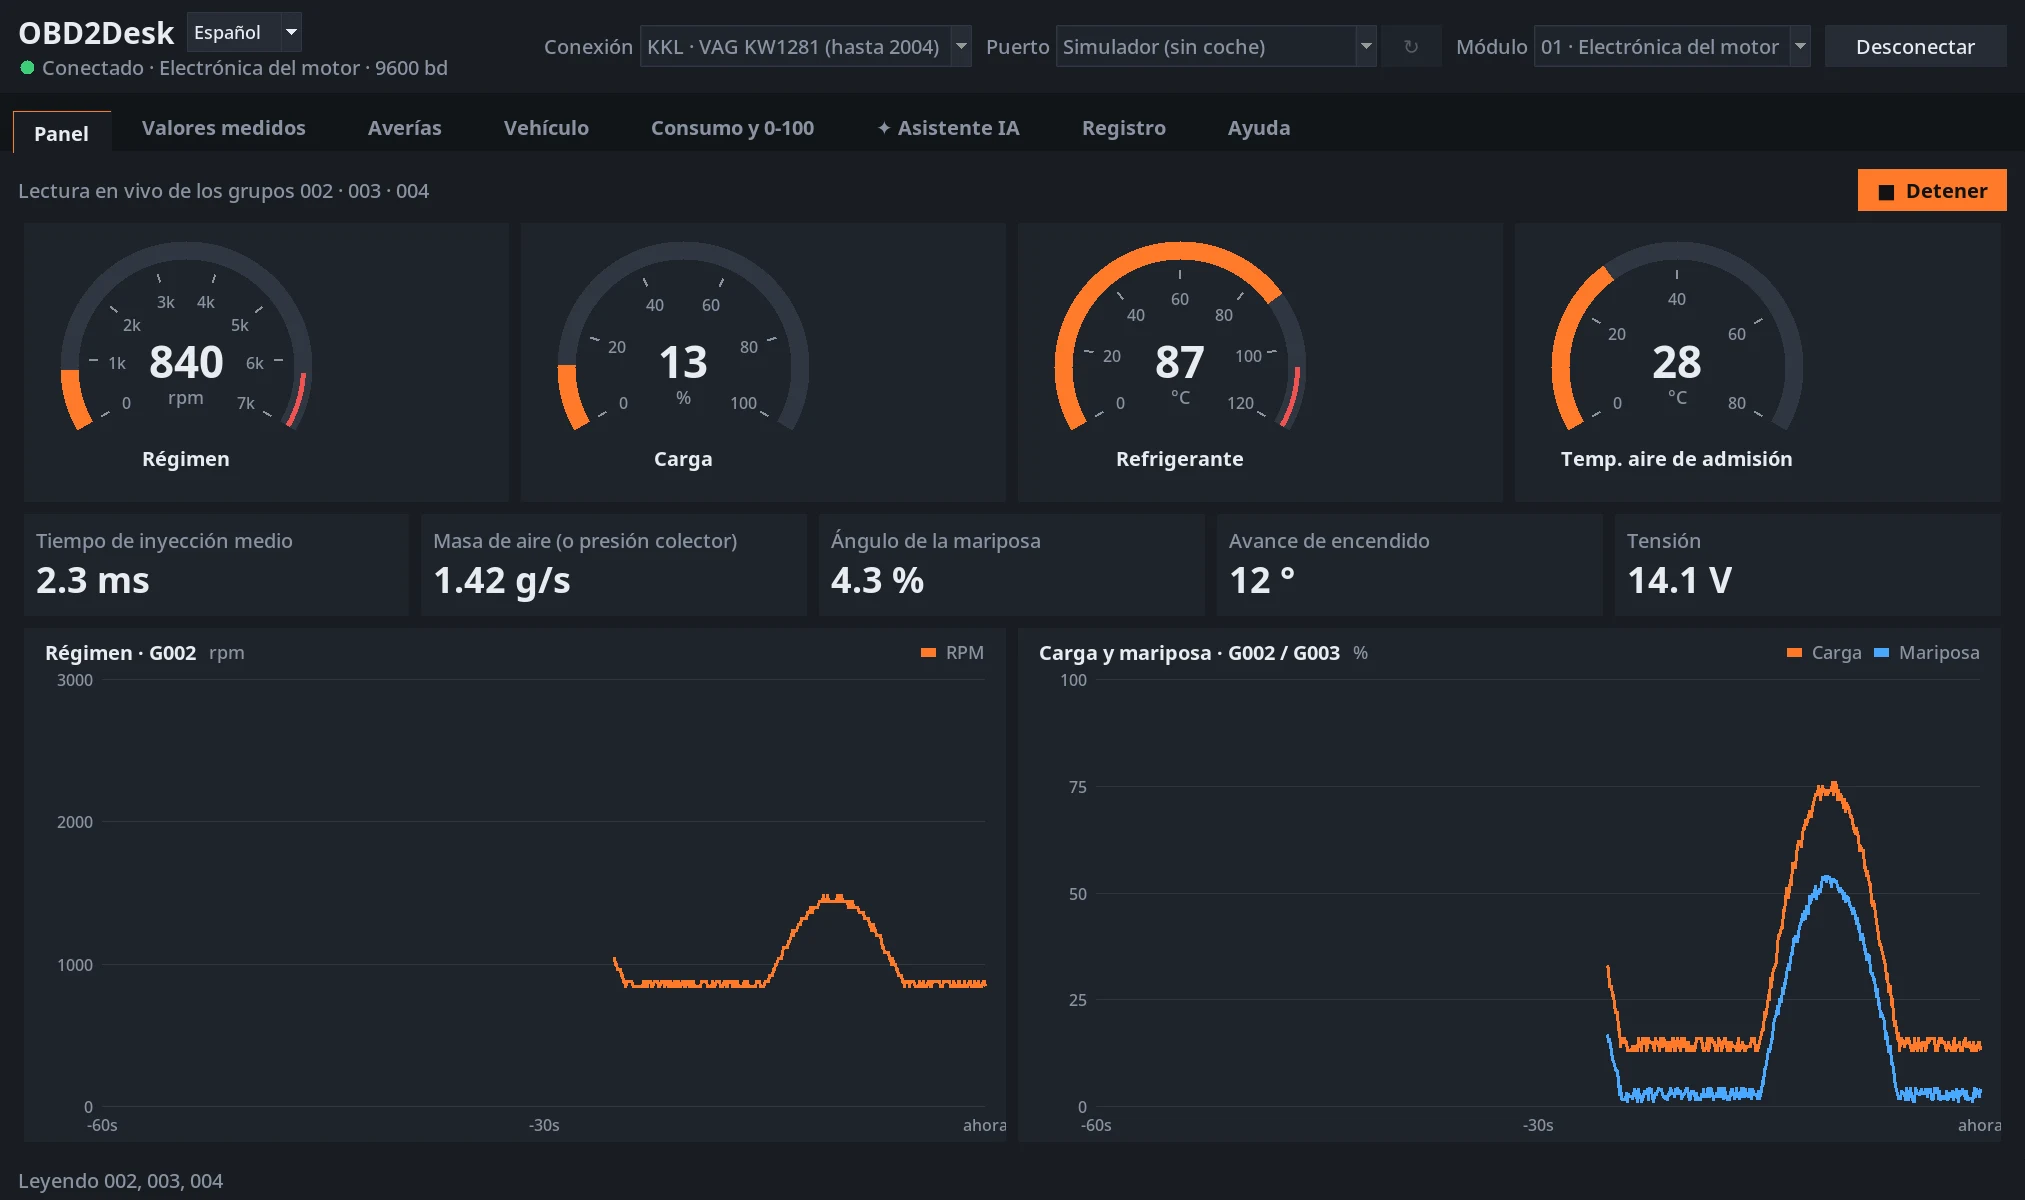 OBD2Desk Español
Conexión KKL · VAG KW1281 (hasta 2004) Puerto Simulador (sin coche) ↻ Módulo 01 · Electrónica del motor Desconectar
Conectado · Electrónica del motor · 9600 bd
Panel Valores medidos Averías Vehículo Consumo y 0-100 ✦ Asistente IA Registro Ayuda
Lectura en vivo de los grupos 002 · 003 · 004
■ Detener
0 1k 2k 3k 4k 5k 6k 7k
840
rpm
Régimen
0 20 40 60 80 100
13
%
Carga
0 20 40 60 80 100 120
87
°C
Refrigerante
0 20 40 60 80
28
°C
Temp. aire de admisión
Tiempo de inyección medio
2.3 ms
Masa de aire (o presión colector)
1.42 g/s
Ángulo de la mariposa
4.3 %
Avance de encendido
12 °
Tensión
14.1 V
Régimen · G002 rpm RPM
3000
2000
1000
0
-60s -30s ahora
Carga y mariposa · G002 / G003 % Carga Mariposa
100
75
50
25
0
-60s -30s ahora
Leyendo 002, 003, 004